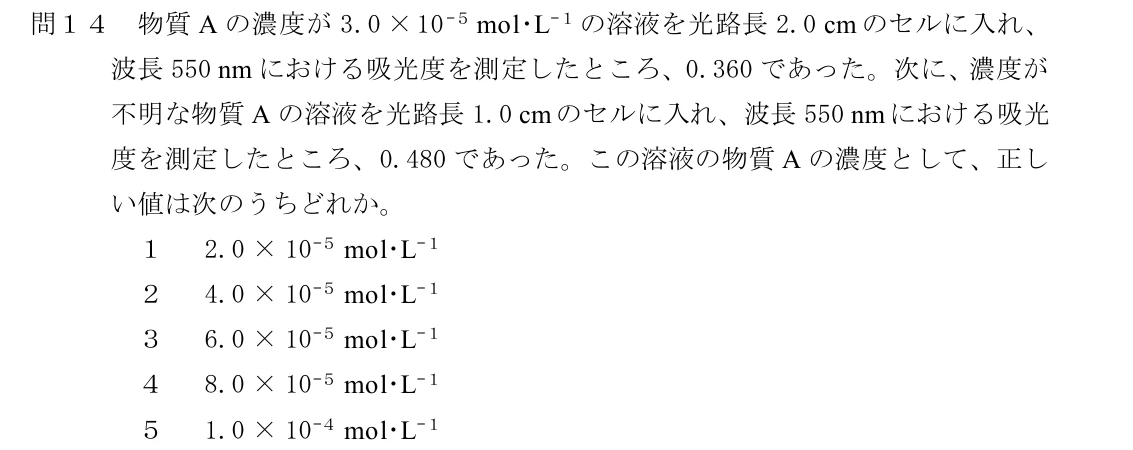 問１４　物質 A の濃度が 3.0 × 10⁻⁵ mol･L⁻¹ の溶液を光路長 2.0 cm のセルに入れ、
波長 550 nm における吸光度を測定したところ、0.360 であった。次に、濃度が
不明な物質 A の溶液を光路長 1.0 cm のセルに入れ、波長 550 nm における吸光
度を測定したところ、0.480 であった。この溶液の物質 A の濃度として、正し
い値は次のうちどれか。
１　2.0 × 10⁻⁵ mol･L⁻¹
２　4.0 × 10⁻⁵ mol･L⁻¹
３　6.0 × 10⁻⁵ mol･L⁻¹
４　8.0 × 10⁻⁵ mol･L⁻¹
５　1.0 × 10⁻⁴ mol･L⁻¹